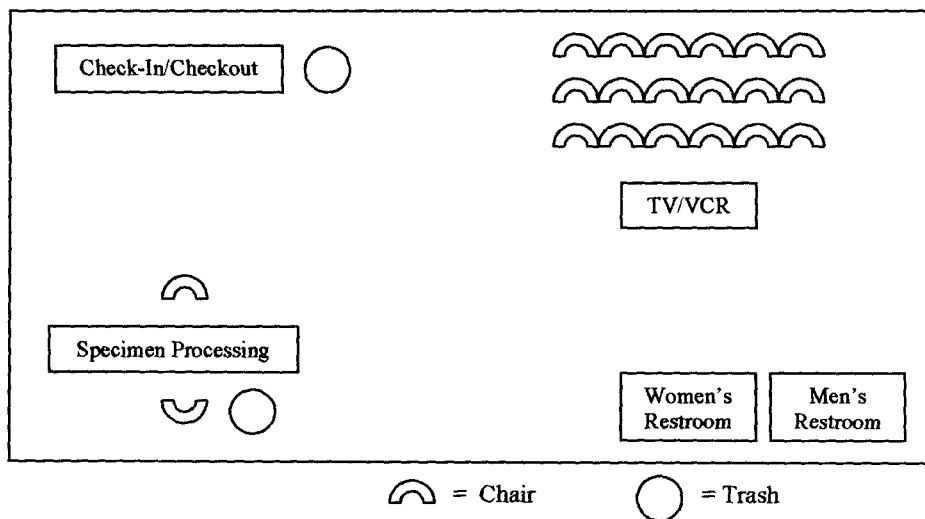 Check-In/Checkout
TV/VCR
Specimen Processing
Women's
Restroom
Men's
Restroom
= Chair
= Trash